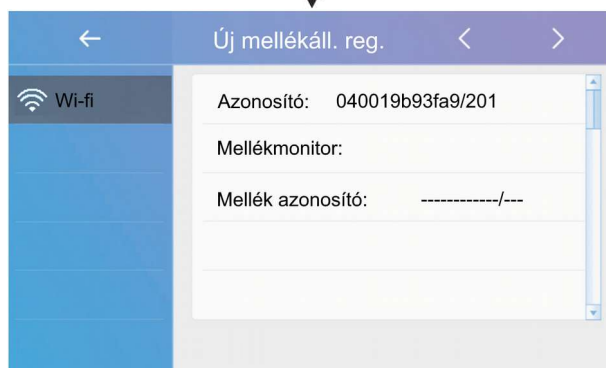 Új mellékáll. reg.
Wi-fi
Azonosító: 040019b93fa9/201
Mellékmonitor:
Mellék azonosító: ------------/---